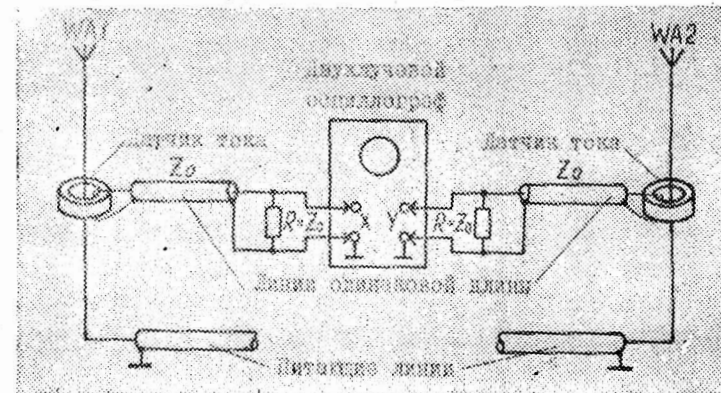 WA1
WA2
Двухлучевой
осциллограф
Датчик тока
Датчик тока
Z₀
Z₀
R=Z₀
X
Y
R=Z₀
Линии одинаковой длины
Питающие линии